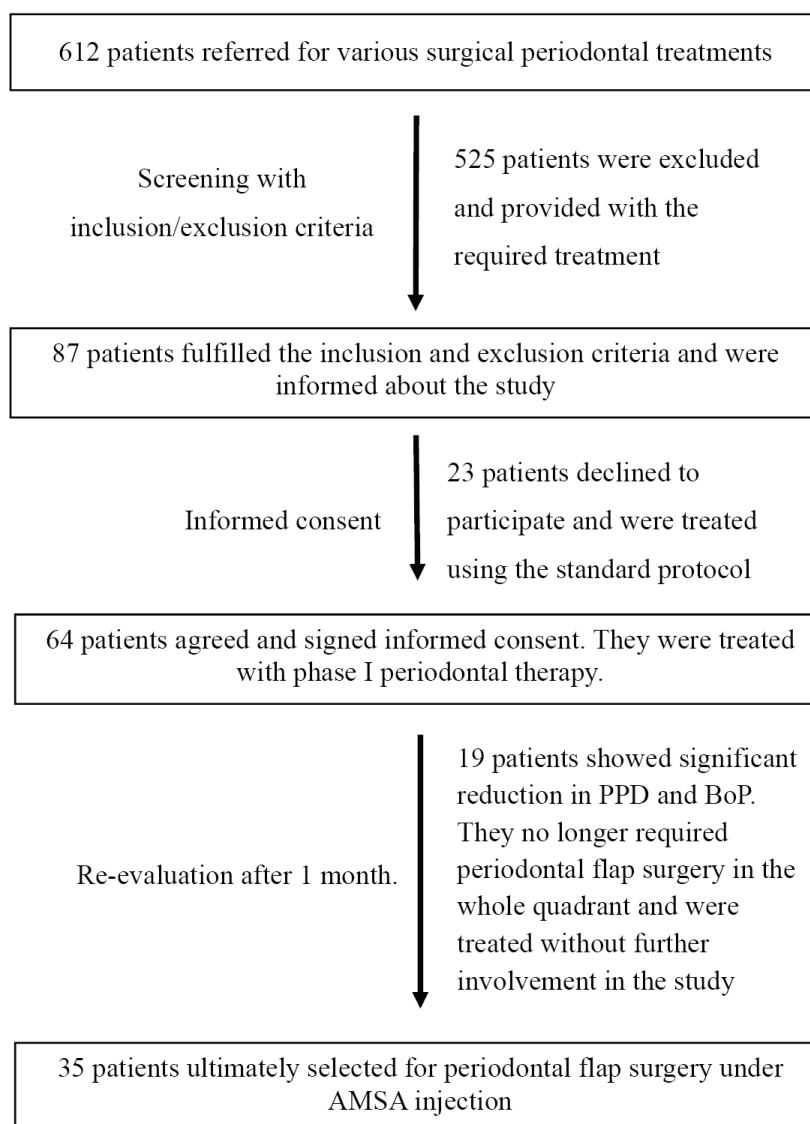 612 patients referred for various surgical periodontal treatments
Screening with
inclusion/exclusion criteria
525 patients were excluded
and provided with the
required treatment
87 patients fulfilled the inclusion and exclusion criteria and were
informed about the study
Informed consent
23 patients declined to
participate and were treated
using the standard protocol
64 patients agreed and signed informed consent. They were treated
with phase I periodontal therapy.
Re-evaluation after 1 month.
19 patients showed significant
reduction in PPD and BoP.
They no longer required
periodontal flap surgery in the
whole quadrant and were
treated without further
involvement in the study
35 patients ultimately selected for periodontal flap surgery under
AMSA injection